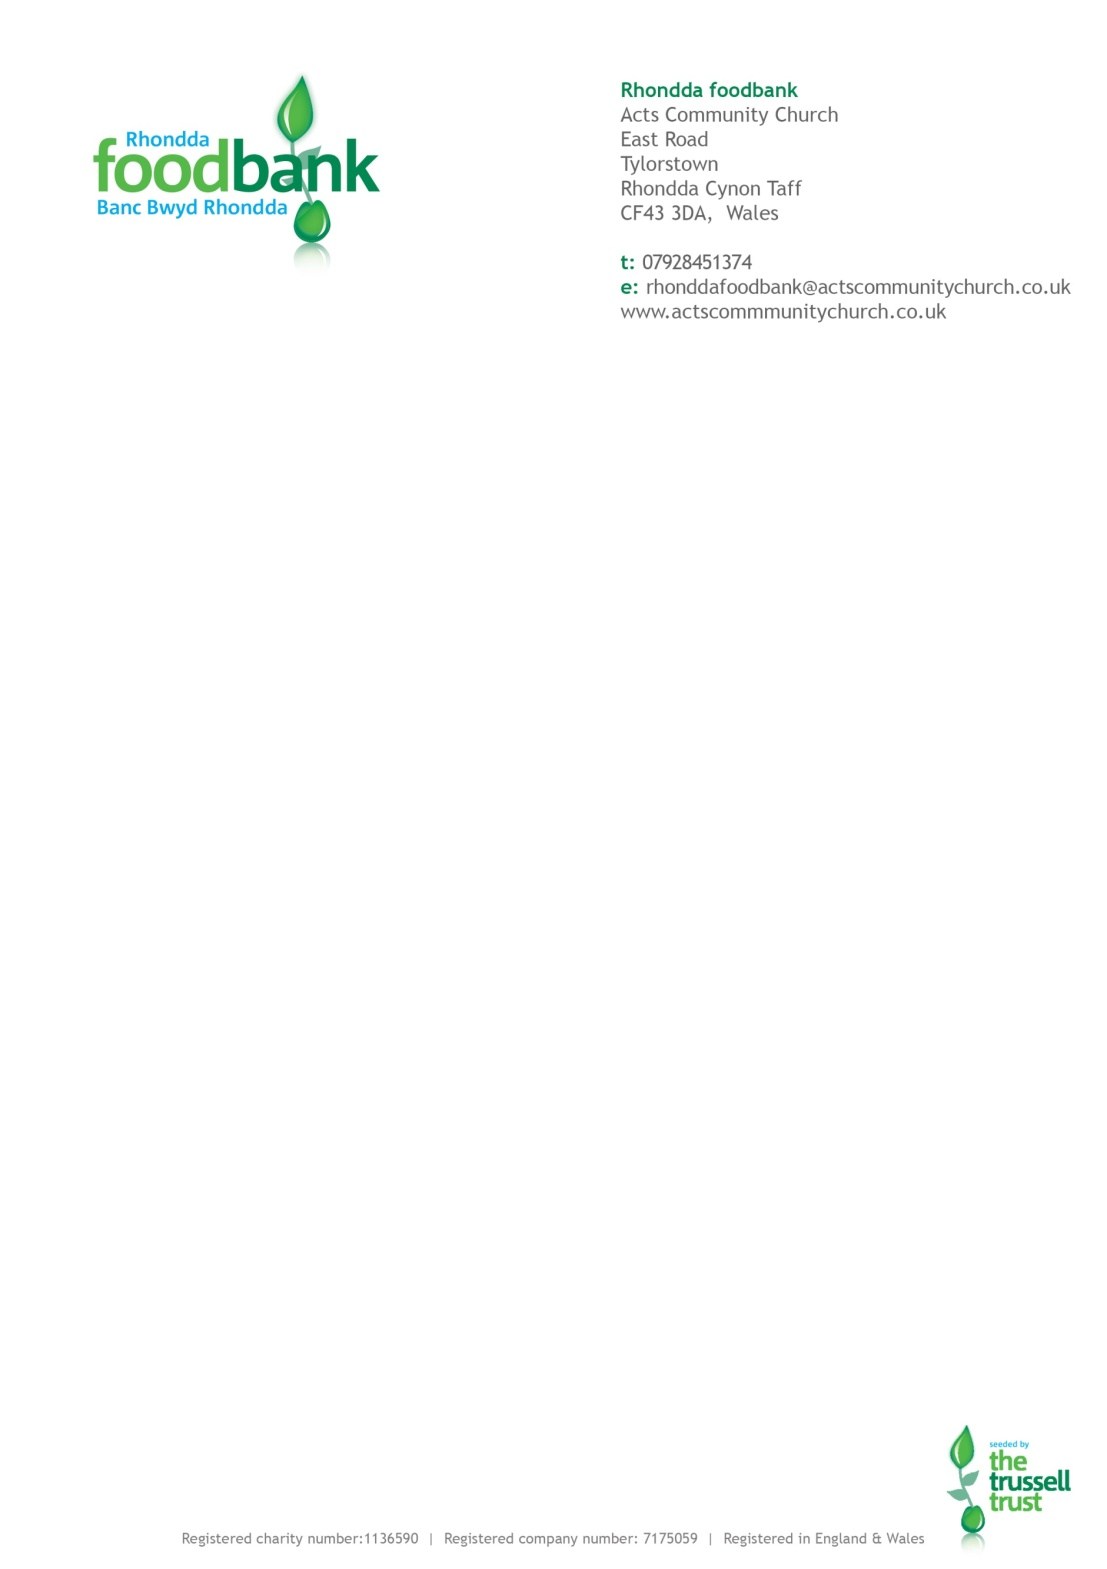 Rhondda
foodbank
Banc Bwyd Rhondda
Rhondda foodbank
Acts Community Church
East Road
Tylorstown
Rhondda Cynon Taff
CF43 3DA, Wales
t: 07928451374
e: rhonddafoodbank@actscommunitychurch.co.uk
www.actscommmunitychurch.co.uk
seeded by
the
trussell
trust
Registered charity number:1136590 | Registered company number: 7175059 | Registered in England & Wales